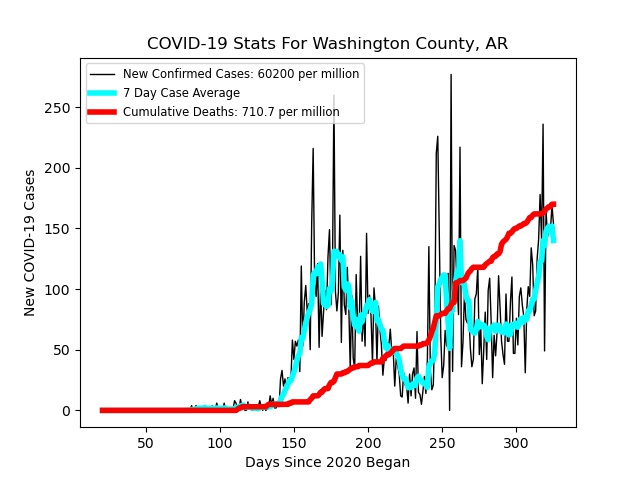 COVID-19 Stats For Washington County, AR
New Confirmed Cases: 60200 per million
7 Day Case Average
Cumulative Deaths: 710.7 per million
New COVID-19 Cases
250
200
150
100
50
0
50
100
150
200
250
300
Days Since 2020 Began